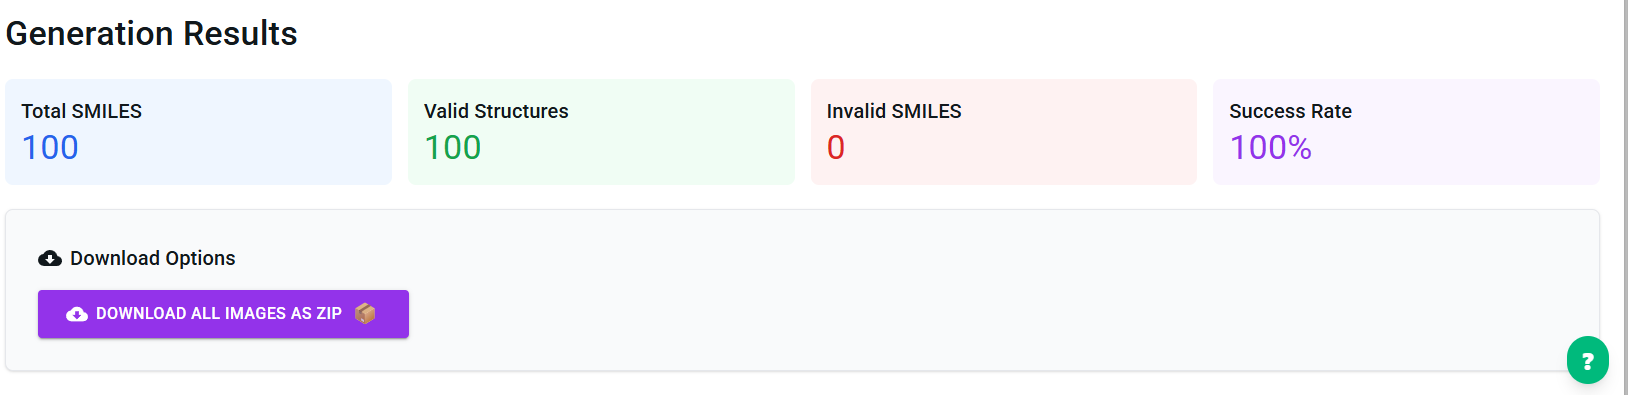 Generation Results
Total SMILES
100
Valid Structures
100
Invalid SMILES
0
Success Rate
100%
Download Options
DOWNLOAD ALL IMAGES AS ZIP 📦
?